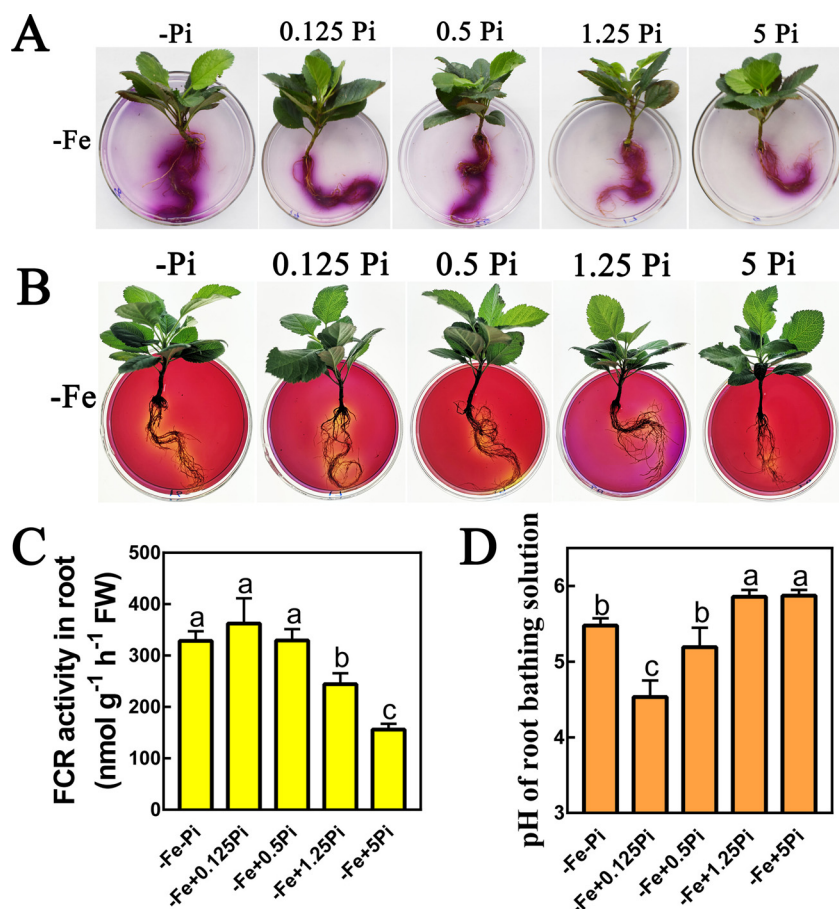 A
-Pi 0.125 Pi 0.5 Pi 1.25 Pi 5 Pi
-Fe
B
-Pi 0.125 Pi 0.5 Pi 1.25 Pi 5 Pi
-Fe
C
FCR activity in root
(nmol g⁻¹ h⁻¹ FW)
500
400
300
200
100
0
a a a b c
-Fe-Pi
-Fe+0.125Pi
-Fe+0.5Pi
-Fe+1.25Pi
-Fe+5Pi
D
pH of root bathing solution
6
5
4
3
b c b a a
-Fe-Pi
-Fe+0.125Pi
-Fe+0.5Pi
-Fe+1.25Pi
-Fe+5Pi